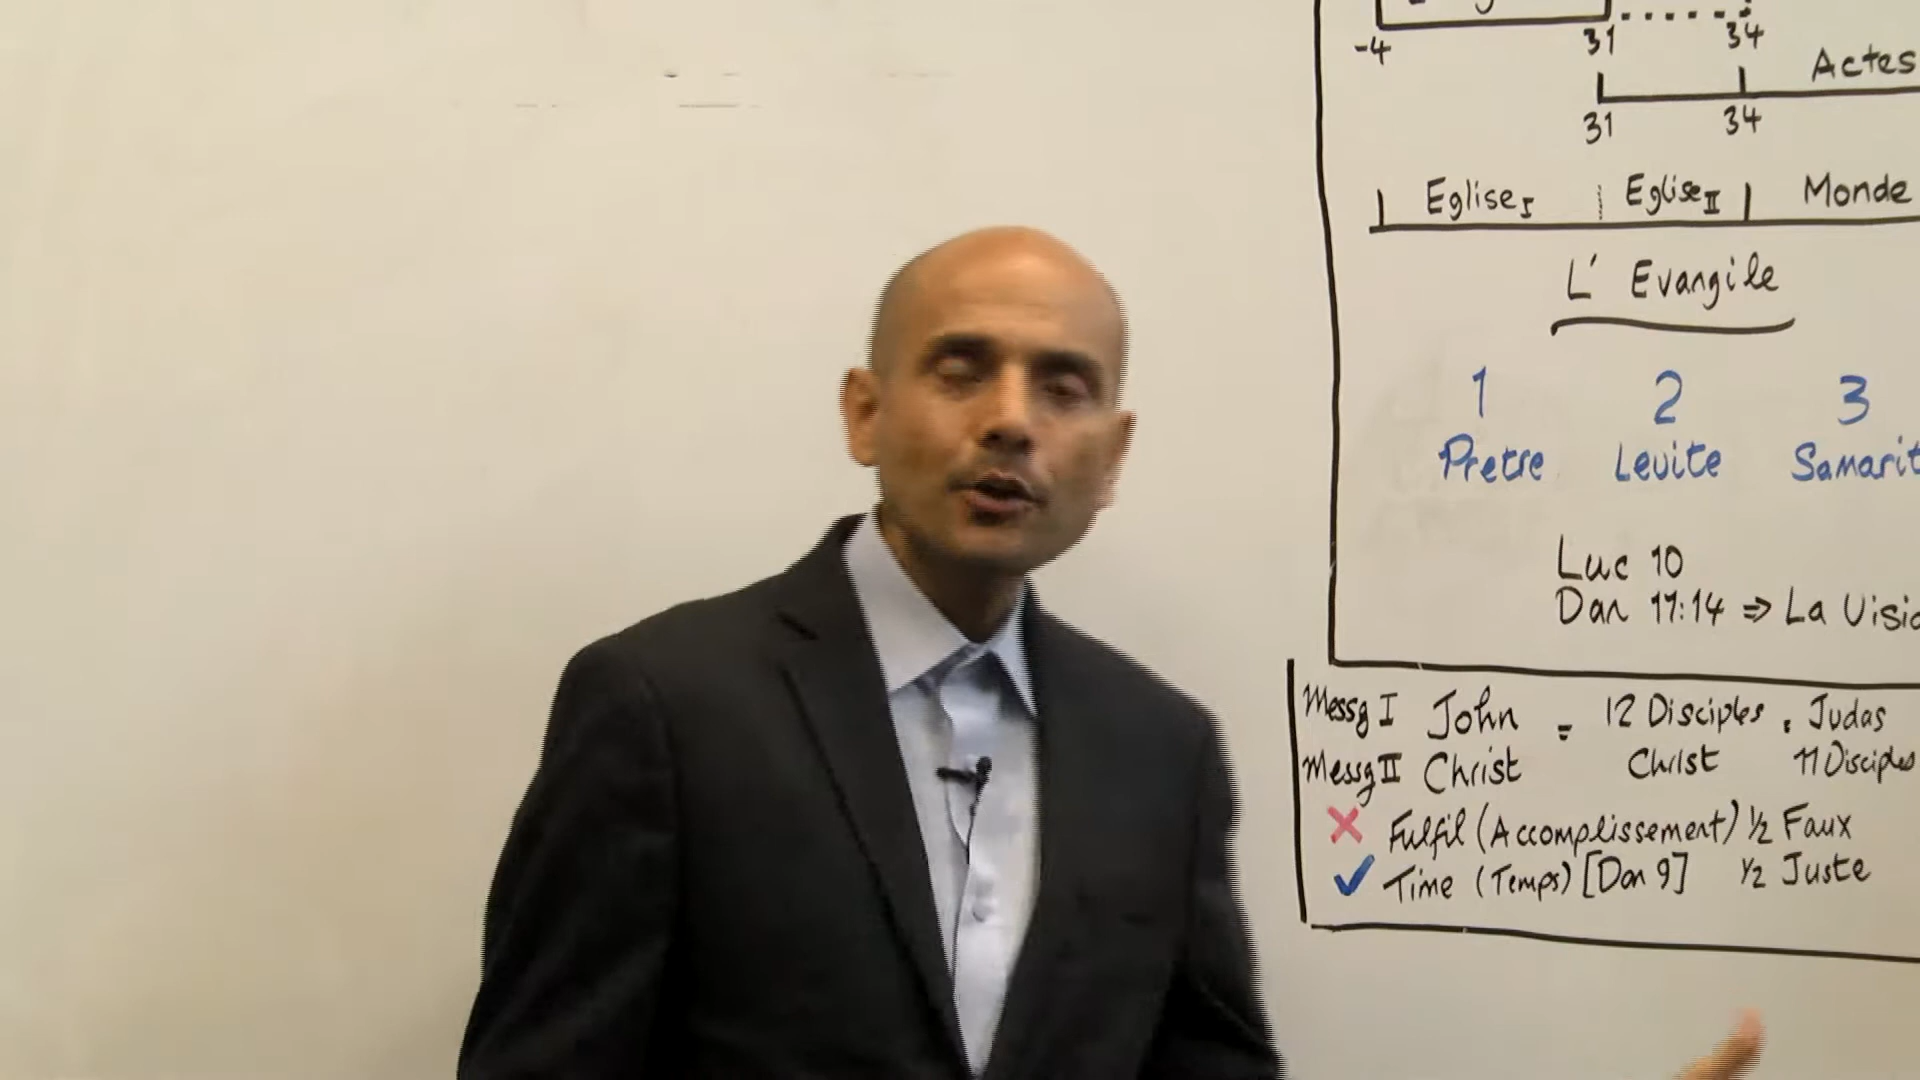 -4 31 34
Actes
31 34
Eglise I Eglise II Monde
L' Evangile
1 2 3
Pretre Levite Samarit
Luc 10
Dan 11:14 => La Visio
Messg I John = 12 Disciples : Judas
Messg II Christ Christ 11 Disciples
✗ Fulfil (Accomplissement) 1/2 Faux
✓ Time (Temps) [Dan 9] 1/2 Juste